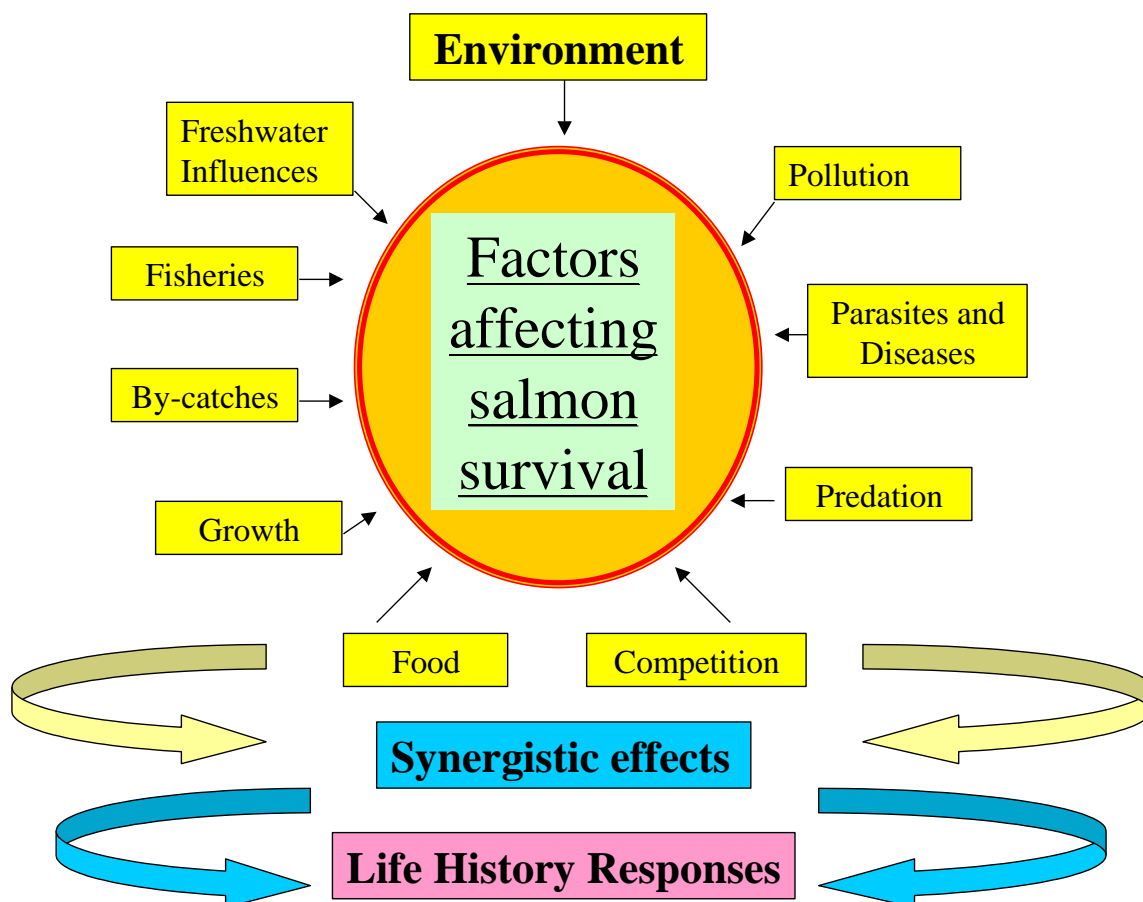 Environment
Freshwater
Influences
Pollution
Factors
affecting
salmon
survival
Fisheries
Parasites and
Diseases
By-catches
Predation
Growth
Food
Competition
Synergistic effects
Life History Responses